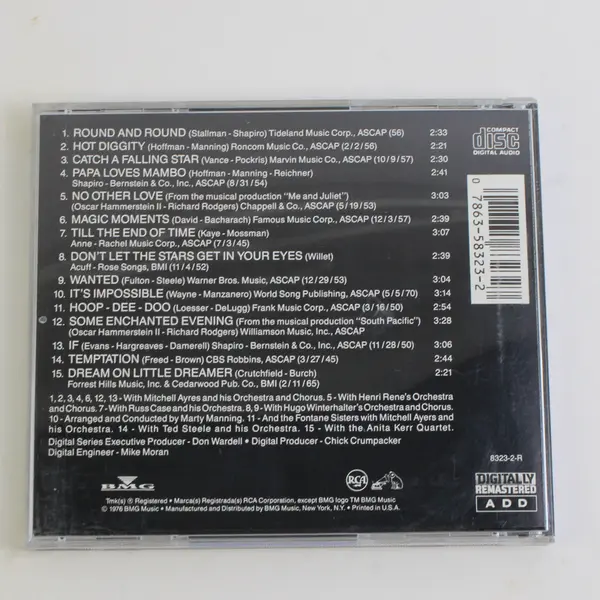 1. ROUND AND ROUND (Stallman - Shapiro) Tideland Music Corp., ASCAP (56) 2:33
2. HOT DIGGITY (Hoffman - Manning) Roncom Music Co., ASCAP (2/2/56) 2:21
3. CATCH A FALLING STAR (Vance - Pockris) Marvin Music Co., ASCAP (10/9/57) 2:30
4. PAPA LOVES MAMBO (Hoffman - Manning - Reichner) 2:41
Shapiro - Bernstein & Co., Inc., ASCAP (8/31/54)
5. NO OTHER LOVE (From the musical production "Me and Juliet") 3:03
(Oscar Hammerstein II - Richard Rodgers) Chappell & Co., ASCAP (5/19/53)
6. MAGIC MOMENTS (David - Bacharach) Famous Music Corp., ASCAP (12/3/57) 2:39
7. TILL THE END OF TIME (Kaye - Mossman) 3:07
Anne - Rachel Music Corp., ASCAP (7/3/45)
8. DON'T LET THE STARS GET IN YOUR EYES (Willet) 2:39
Acuff - Rose Songs, BMI (11/4/52)
9. WANTED (Fulton - Steele) Warner Bros. Music, ASCAP (12/29/53) 3:04
10. IT'S IMPOSSIBLE (Wayne - Manzanero) World Song Publishing, ASCAP (5/5/70) 3:14
11. HOOP - DEE - DOO (Loesser - DeLugg) Frank Music Corp., ASCAP (3/16/50) 2:54
12. SOME ENCHANTED EVENING (From the musical production "South Pacific") 3:28
(Oscar Hammerstein II - Richard Rodgers) Williamson Music, Inc., ASCAP
13. IF (Evans - Hargreaves - Damerell) Shapiro - Bernstein & Co., Inc., ASCAP (11/28/50) 3:06
14. TEMPTATION (Freed - Brown) CBS Robbins, ASCAP (3/27/45) 2:44
15. DREAM ON LITTLE DREAMER (Crutchfield - Burch) 2:21
Forrest Hills Music, Inc. & Cedarwood Pub. Co., BMI (2/11/65)
1, 2, 3, 4, 6, 12, 13 - With Mitchell Ayres and his Orchestra and Chorus. 5 - With Henri Rene's Orchestra
and Chorus. 7 - With Russ Case and his Orchestra. 8, 9 - With Hugo Winterhalter's Orchestra and Chorus.
10 - Arranged and Conducted by Marty Manning. 11 - And the Fontane Sisters with Mitchell Ayres and
his Orchestra. 14 - With Ted Steele and his Orchestra. 15 - With the Anita Kerr Quartet.
Digital Series Executive Producer - Don Wardell • Digital Producer - Chick Crumpacker
Digital Engineer - Mike Moran
COMPACT
disc
DIGITAL AUDIO
0 7863-58323-2
8323-2-R
BMG
RCA
DIGITALLY
REMASTERED
ADD
Tmk(s) ® Registered • Marca(s) Registrada(s) RCA Corporation, except BMG logo TM BMG Music
© 1976 BMG Music • Manufactured and Distributed by BMG Music, New York, N.Y. • Printed in U.S.A.